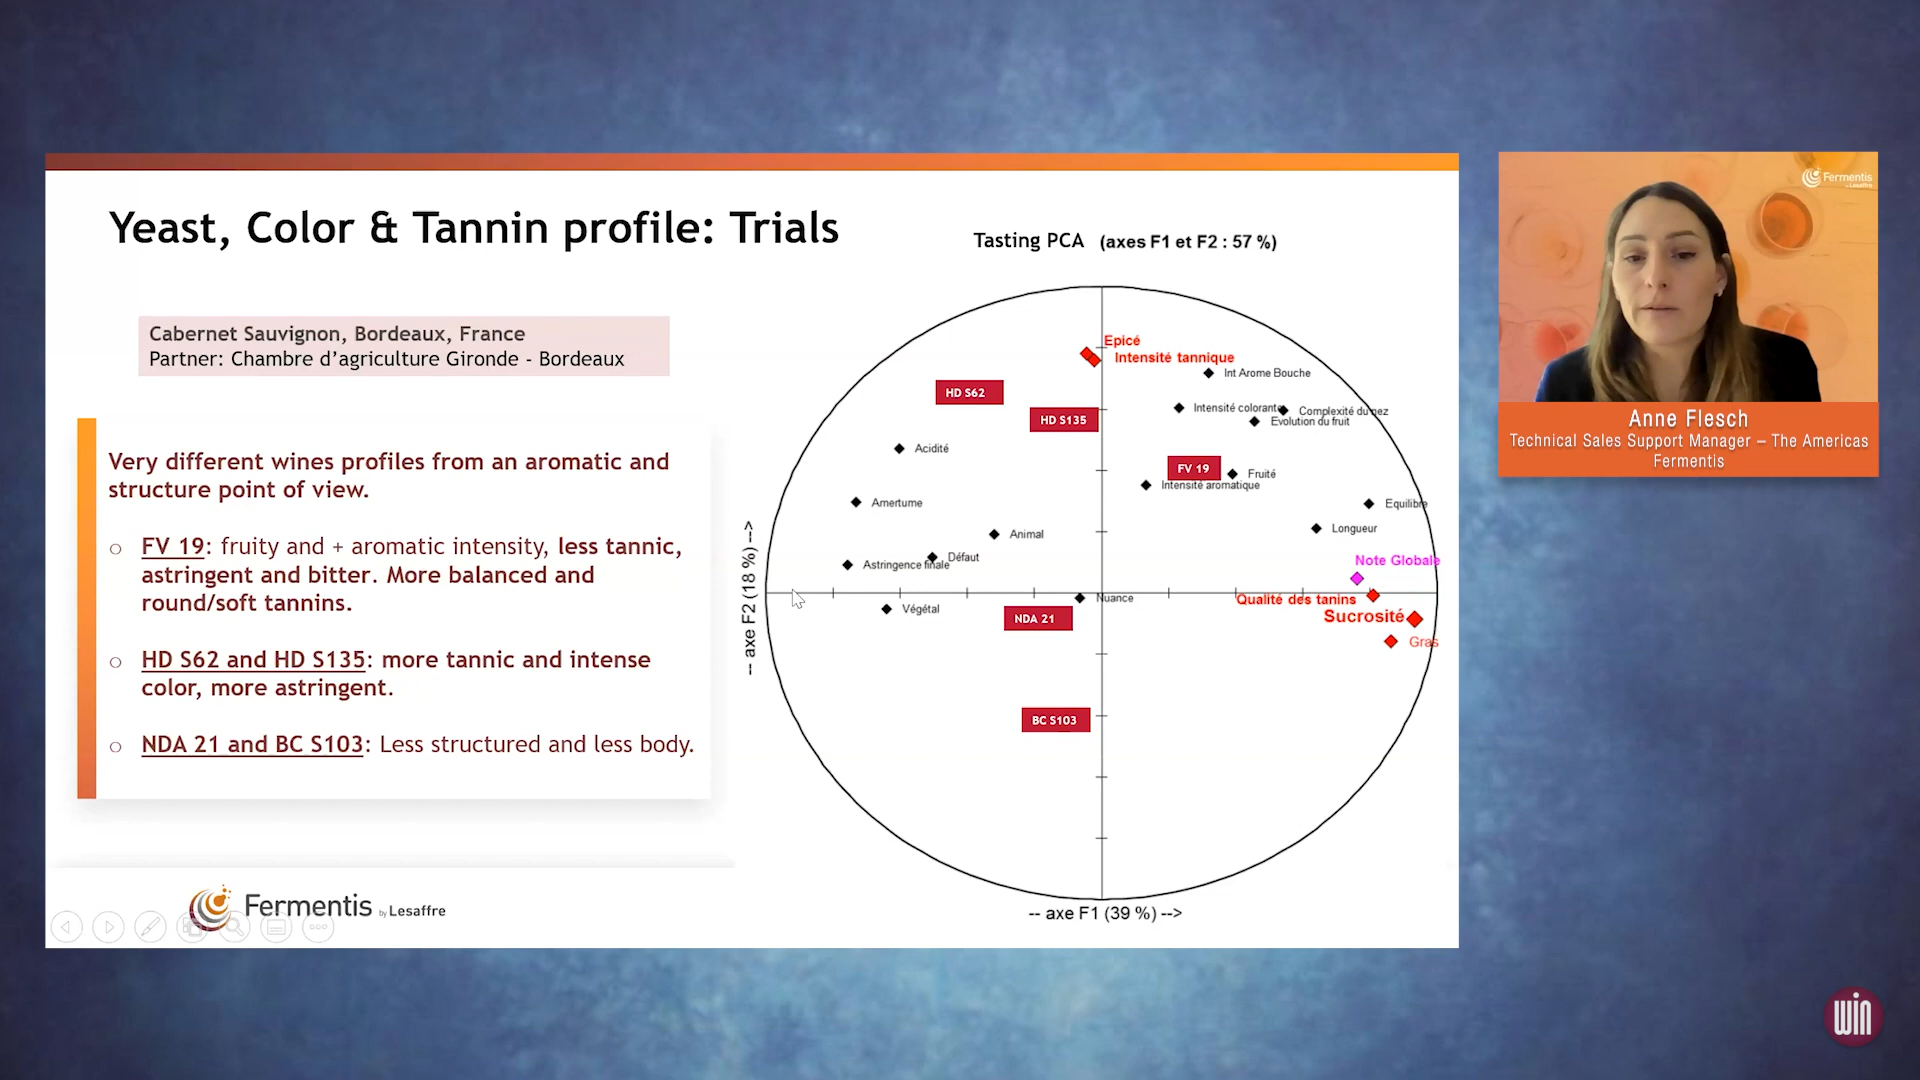 Yeast, Color & Tannin profile: Trials
Cabernet Sauvignon, Bordeaux, France
Partner: Chambre d'agriculture Gironde - Bordeaux
Very different wines profiles from an aromatic and
structure point of view.
o FV 19: fruity and + aromatic intensity, less tannic,
astringent and bitter. More balanced and
round/soft tannins.
o HD S62 and HD S135: more tannic and intense
color, more astringent.
o NDA 21 and BC S103: Less structured and less body.
Fermentis by Lesaffre
Tasting PCA (axes F1 et F2 : 57 %)
Epicé
Intensité tannique
Int Arome Bouche
HD S62
Intensité colorante
Complexité du nez
HD S135
Evolution du fruit
Acidité
FV 19
Fruité
Intensité aromatique
Amertume
Equilibre
Longueur
Animal
Défaut
Astringence finale
Note Globale
Nuance
Qualité des tanins
Végétal
NDA 21
Sucrosité
Gras
BC S103
-- axe F2 (18 %) -->
-- axe F1 (39 %) -->
Fermentis
by Lesaffre
Anne Flesch
Technical Sales Support Manager – The Americas
Fermentis
win